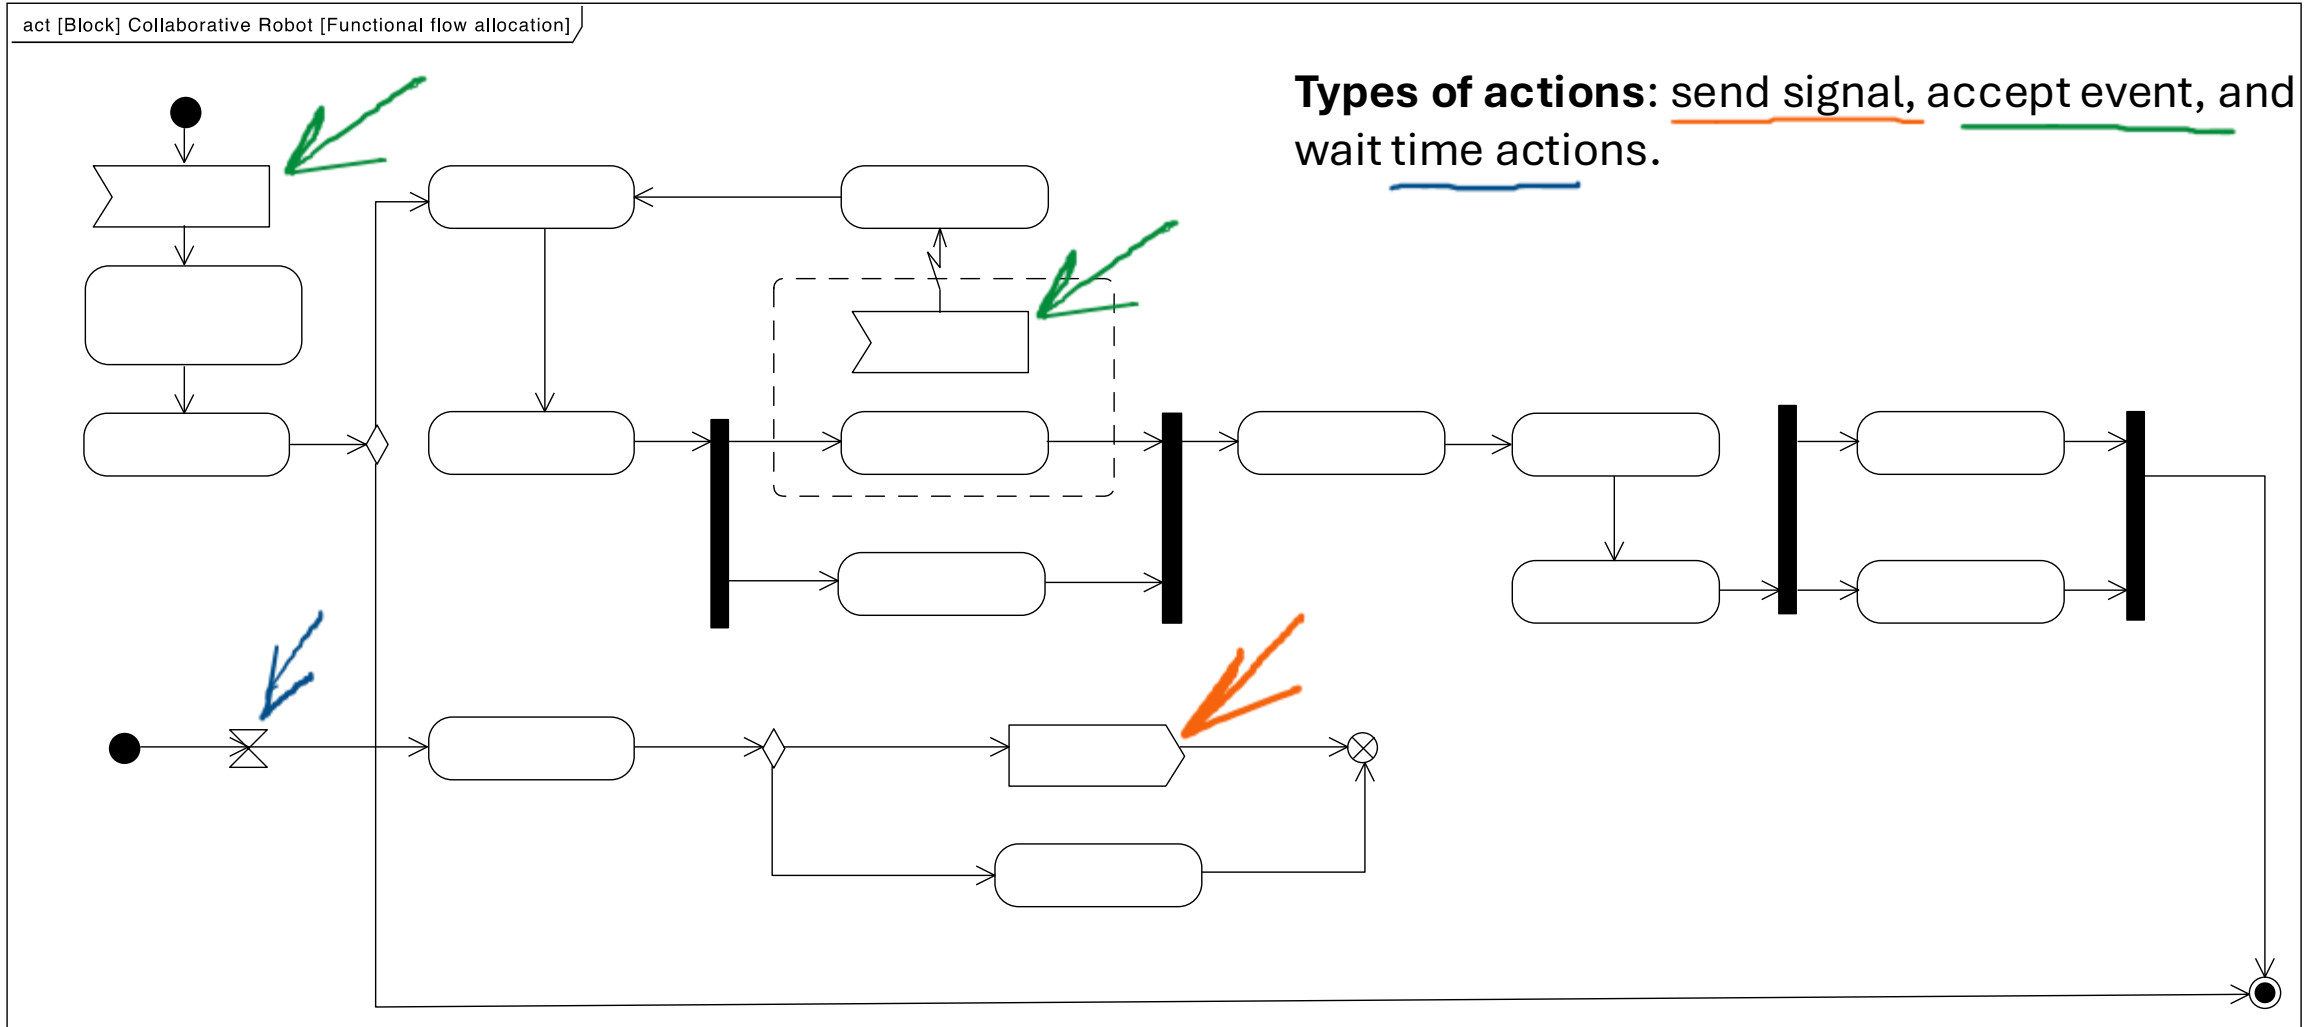 act [Block] Collaborative Robot [Functional flow allocation]
Types of actions: send signal, accept event, and
wait time actions.